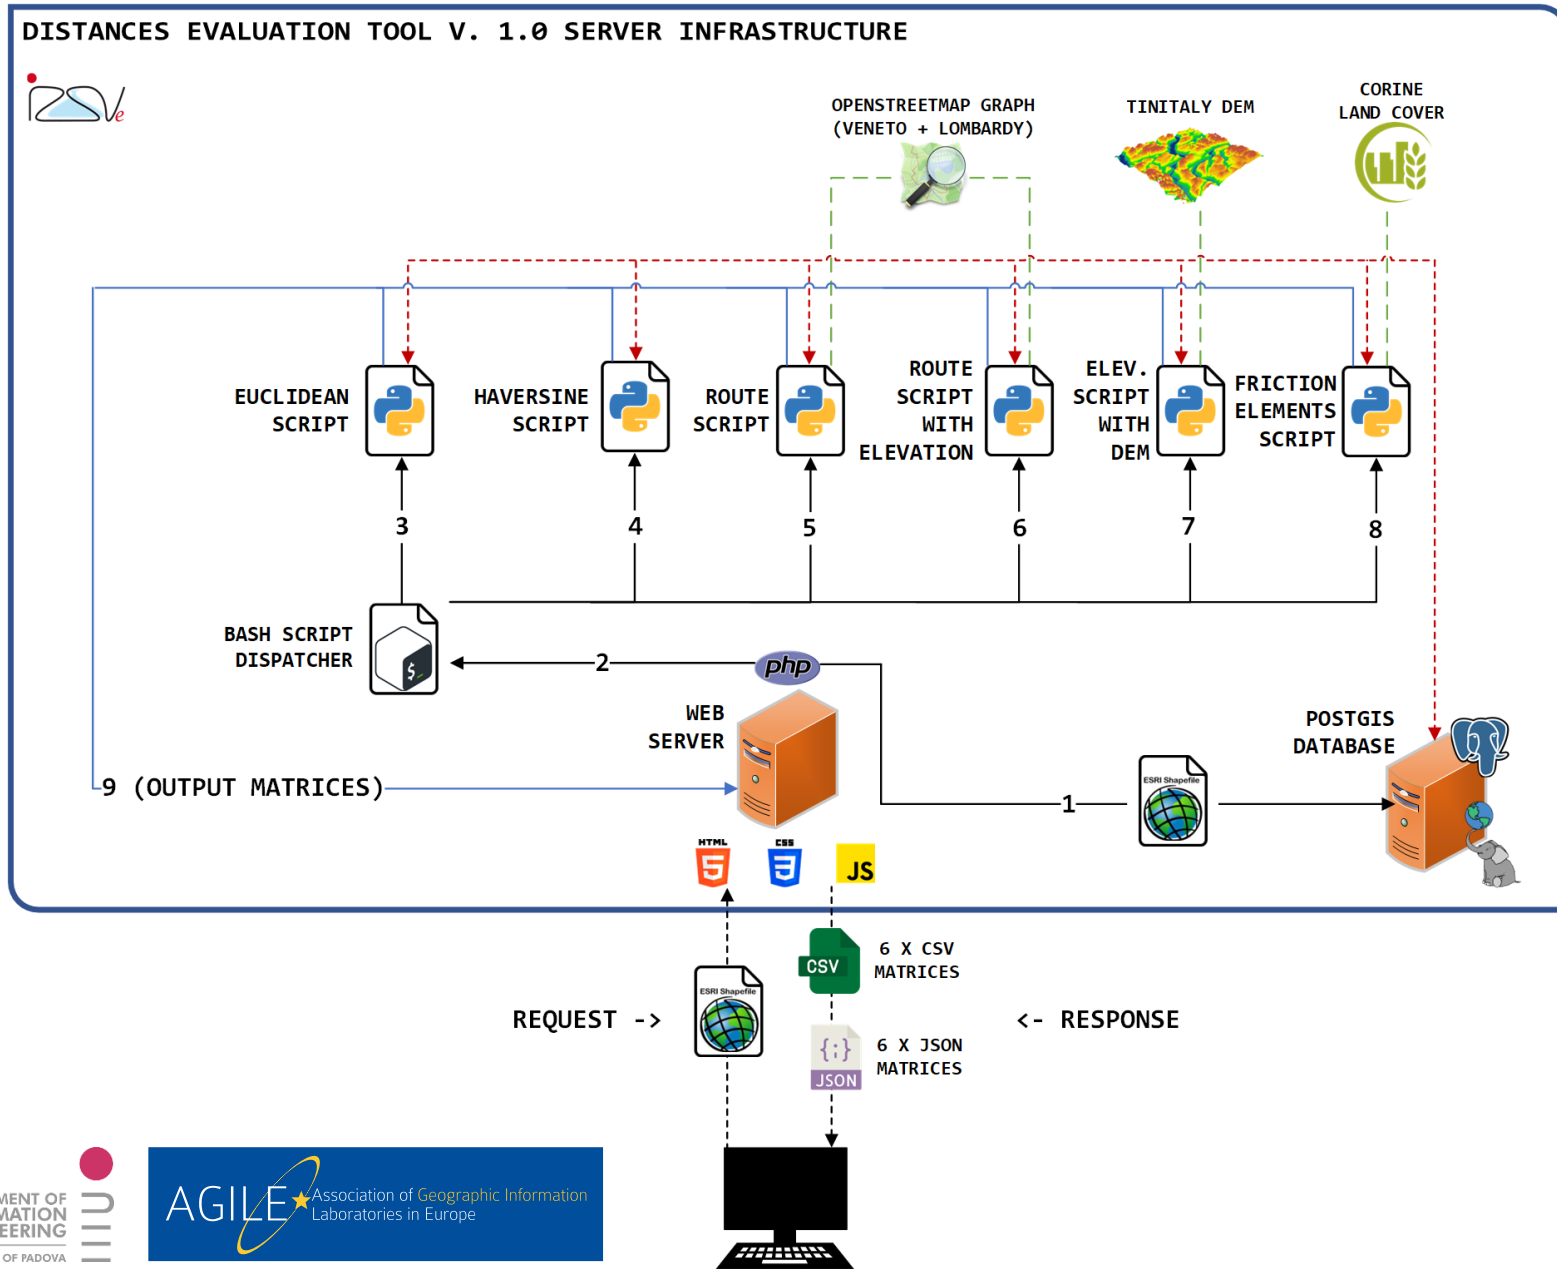 DISTANCES EVALUATION TOOL V. 1.0 SERVER INFRASTRUCTURE
izsve
OPENSTREETMAP GRAPH
(VENETO + LOMBARDY)
TINITALY DEM
CORINE
LAND COVER
EUCLIDEAN
SCRIPT
HAVERSINE
SCRIPT
ROUTE
SCRIPT
ROUTE
SCRIPT
WITH
ELEVATION
ELEV.
SCRIPT
WITH
DEM
FRICTION
ELEMENTS
SCRIPT
3
4
5
6
7
8
BASH SCRIPT
DISPATCHER
$_
2
php
WEB
SERVER
POSTGIS
DATABASE
9 (OUTPUT MATRICES)
1
ESRI Shapefile
HTML
5
CSS
3
JS
CSV
6 X CSV
MATRICES
ESRI Shapefile
REQUEST ->
<- RESPONSE
{;}
JSON
6 X JSON
MATRICES
MENT OF
MATION
EERING
OF PADOVA
AGILE
Association of Geographic Information
Laboratories in Europe